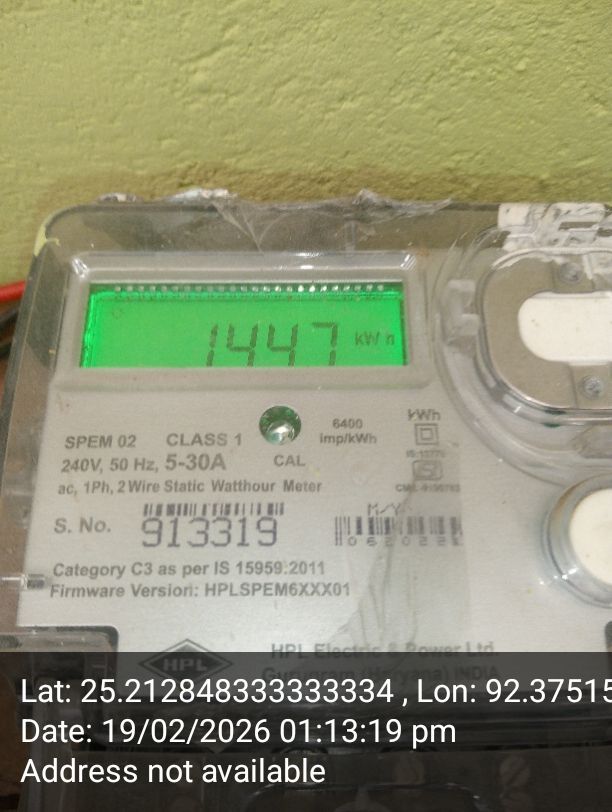 1447 kWh
SPEM 02 CLASS 1
6400
imp/kWh
kWh
240V, 50 Hz, 5-30A
CAL
ac, 1Ph, 2 Wire Static Watthour Meter
S. No. 913319
M/Y
Category C3 as per IS 15959:2011
Firmware Version: HPLSPEM6XXX01
HPL
HPL Electric & Power Ltd.
INDIA
Lat: 25.212848333333334 , Lon: 92.37515
Date: 19/02/2026 01:13:19 pm
Address not available